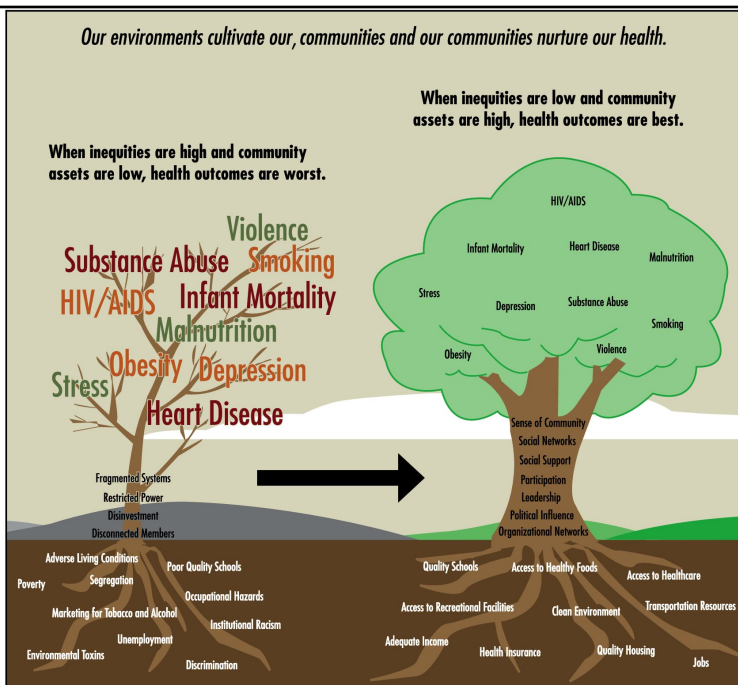 Our environments cultivate our, communities and our communities nurture our health.
When inequities are high and community
assets are low, health outcomes are worst.
Violence
Substance Abuse
Smoking
HIV/AIDS
Infant Mortality
Malnutrition
Obesity
Depression
Stress
Heart Disease
Fragmented Systems
Restricted Power
Disinvestment
Disconnected Members
Adverse Living Conditions
Poor Quality Schools
Poverty
Segregation
Occupational Hazards
Marketing for Tobacco and Alcohol
Institutional Racism
Unemployment
Environmental Toxins
Discrimination
When inequities are low and community
assets are high, health outcomes are best.
HIV/AIDS
Infant Mortality
Heart Disease
Malnutrition
Stress
Depression
Substance Abuse
Smoking
Obesity
Violence
Sense of Community
Social Networks
Social Support
Participation
Leadership
Political Influence
Organizational Networks
Quality Schools
Access to Healthy Foods
Access to Healthcare
Access to Recreational Facilities
Clean Environment
Transportation Resources
Adequate Income
Health Insurance
Quality Housing
Jobs